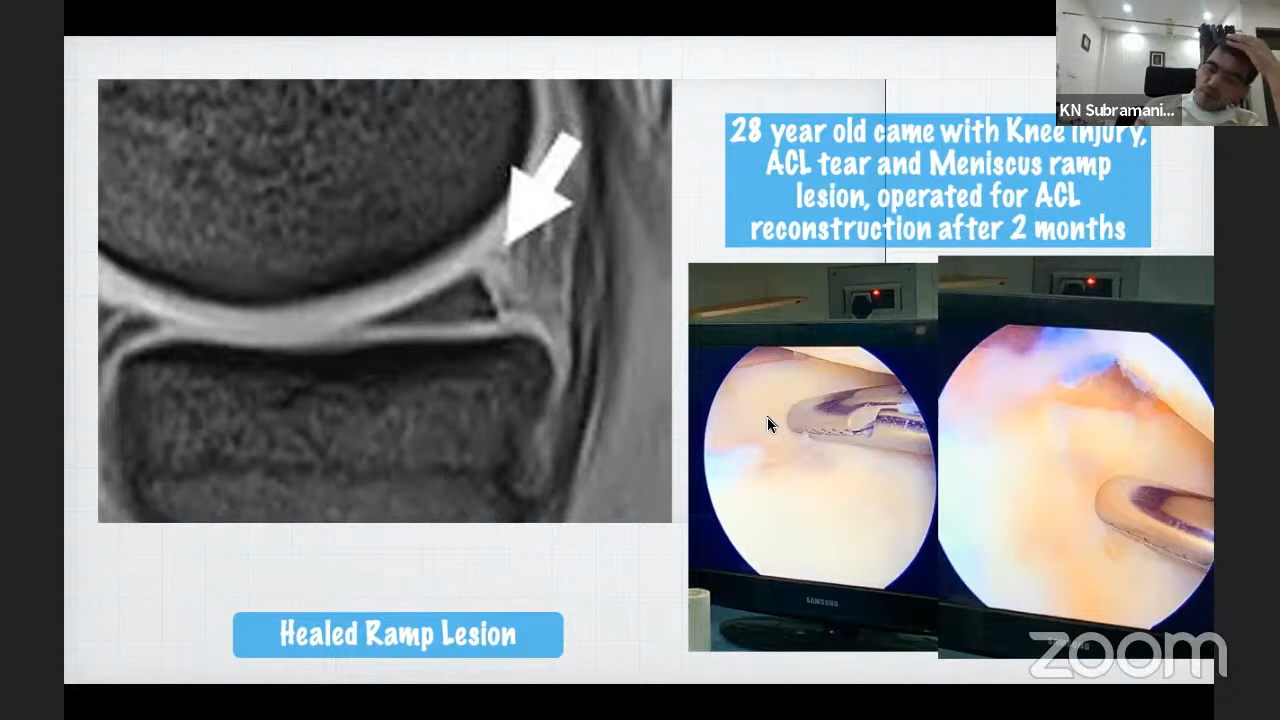 KN Subramani...
28 year old came with Knee injury,
ACL tear and Meniscus ramp
lesion, operated for ACL
reconstruction after 2 months
SAMSUNG
Healed Ramp Lesion
zoom